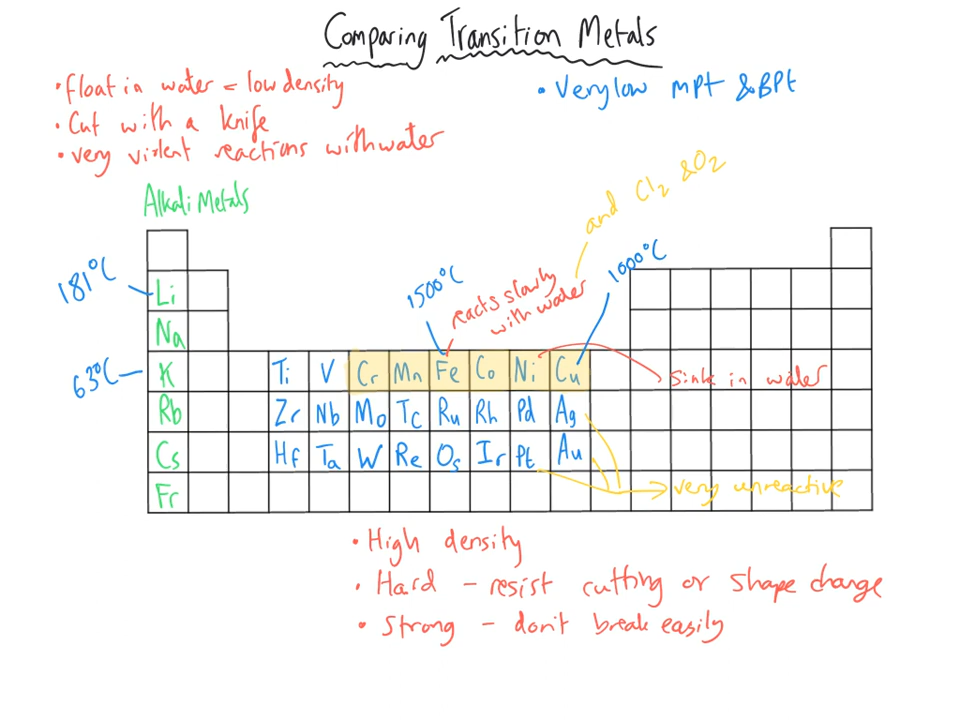 Comparing Transition Metals
• Float in water = low density
• Cut with a knife
• very violent reactions with water
• Very low MPt & BPt
Alkali Metals
and Cl2 & O2
181°C
1500°C
reacts slowly
with water
1000°C
Li
Na
63°C
K Ti V Cr Mn Fe Co Ni Cu
Sink in water
Rb Zr Nb Mo Tc Ru Rh Pd Ag
Cs Hf Ta W Re Os Ir Pt Au
Fr
very unreactive
• High density
• Hard - resist cutting or shape change
• Strong - don't break easily